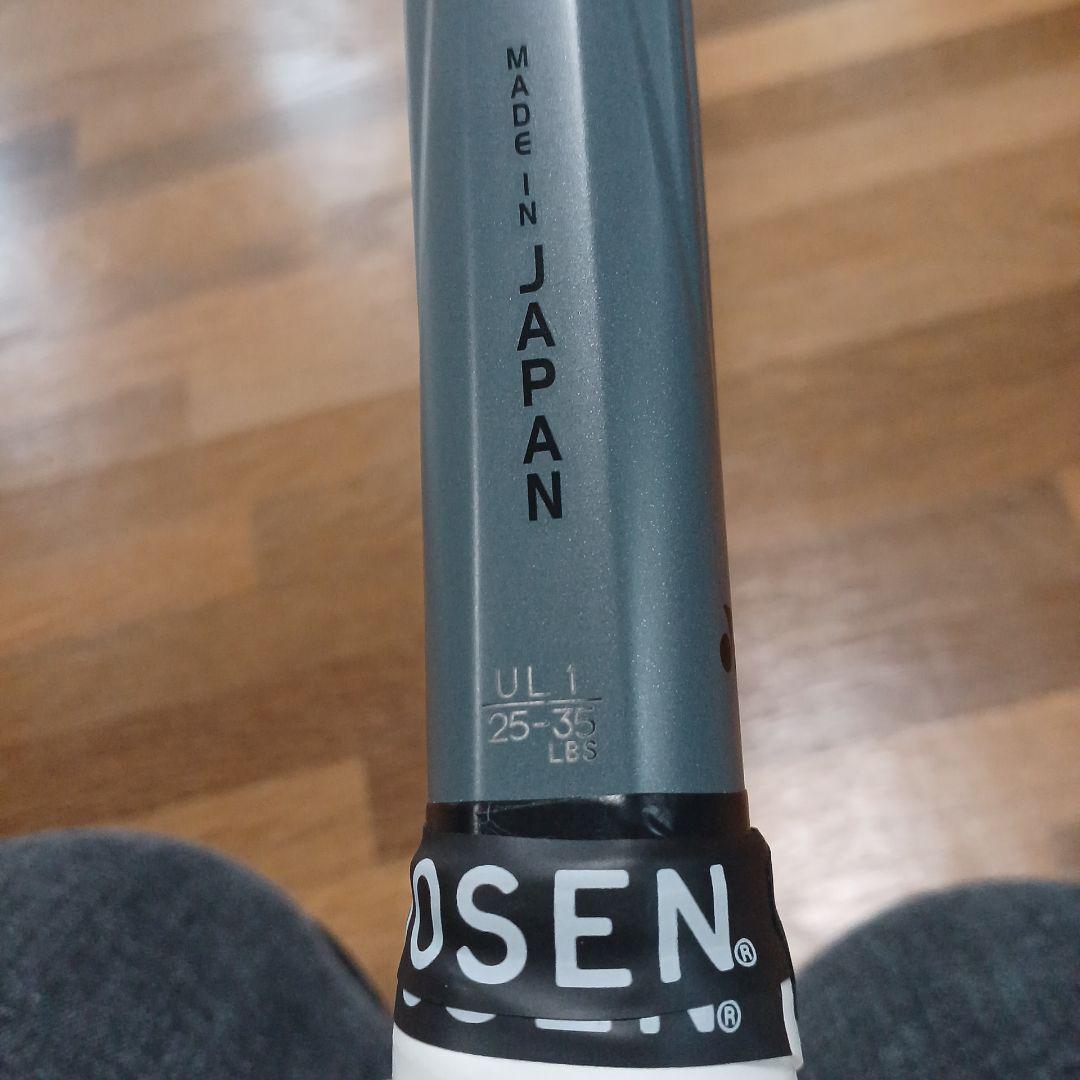 MADE IN JAPAN
UL 1
25-35
LBS
OSEN®